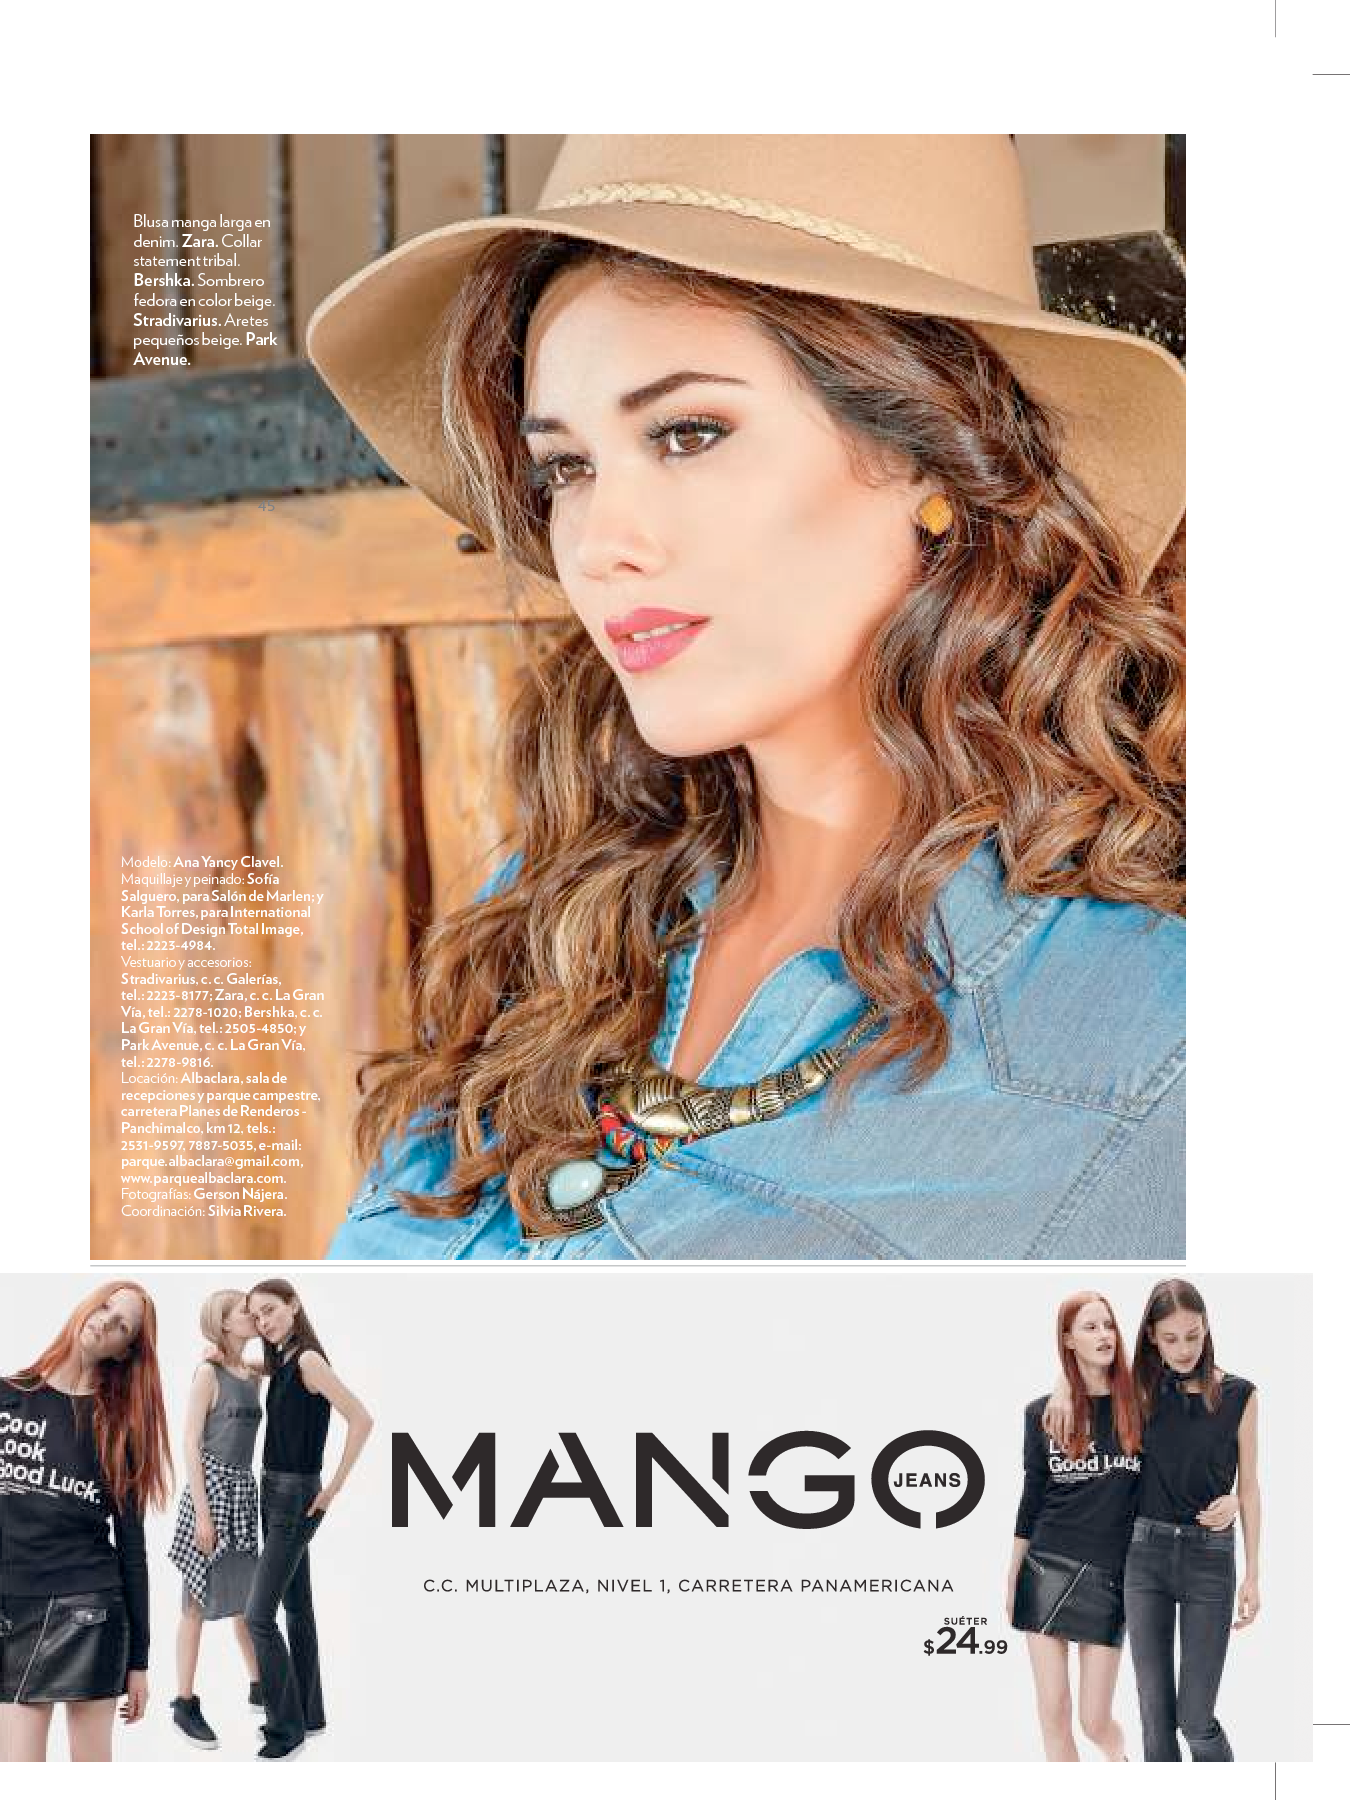 Blusa manga larga en
denim. Zara. Collar
statement tribal.
Bershka. Sombrero
fedora en color beige.
Stradivarius. Aretes
pequeños beige. Park
Avenue.
45
Modelo: Ana Yancy Clavel.
Maquillaje y peinado: Sofía
Salguero, para Salón de Marlen; y
Karla Torres, para International
School of Design Total Image,
tel.: 2223-4984.
Vestuario y accesorios:
Stradivarius, c. c. Galerías,
tel.: 2223-8177; Zara, c. c. La Gran
Vía, tel.: 2278-1020; Bershka, c. c.
La Gran Vía, tel.: 2505-4850; y
Park Avenue, c. c. La Gran Vía,
tel.: 2278-9816.
Locación: Albaclara, sala de
recepciones y parque campestre,
carretera Planes de Renderos -
Panchimalco, km 12, tels.:
2531-9597, 7887-5035, e-mail:
parque.albaclara@gmail.com,
www.parquealbaclara.com.
Fotografías: Gerson Nájera.
Coordinación: Silvia Rivera.
Cool
Look
Good Luck.
MANGO
JEANS
C.C. MULTIPLAZA, NIVEL 1, CARRETERA PANAMERICANA
SUÉTER
$24.99
Good Luck